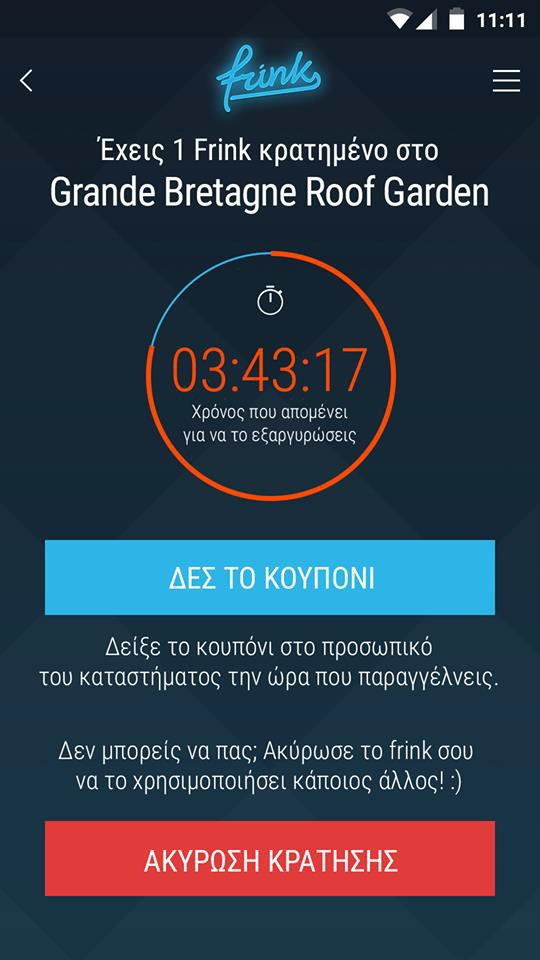 11:11
frink
Έχεις 1 Frink κρατημένο στο
Grande Bretagne Roof Garden
03:43:17
Χρόνος που απομένει
για να το εξαργυρώσεις
ΔΕΣ ΤΟ ΚΟΥΠΟΝΙ
Δείξε το κουπόνι στο προσωπικό
του καταστήματος την ώρα που παραγγέλνεις.
Δεν μπορείς να πας; Ακύρωσε το frink σου
να το χρησιμοποιήσει κάποιος άλλος! :)
ΑΚΥΡΩΣΗ ΚΡΑΤΗΣΗΣ